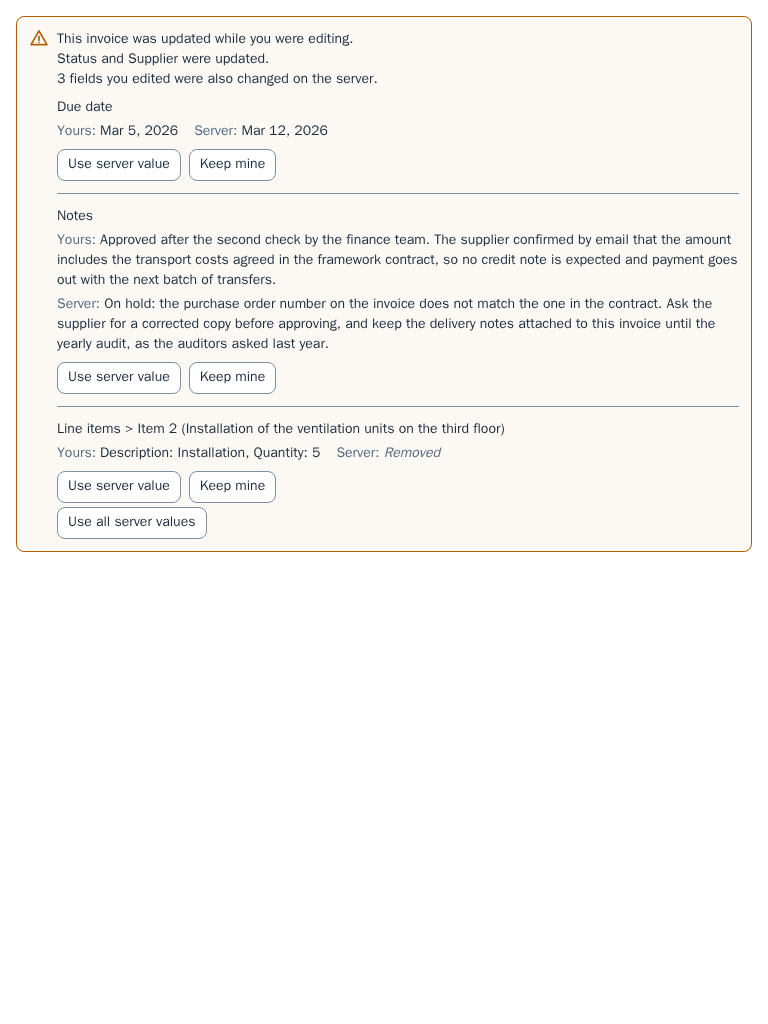 This invoice was updated while you were editing.
Status and Supplier were updated.
3 fields you edited were also changed on the server.
Due date
Yours: Mar 5, 2026 Server: Mar 12, 2026
Use server value Keep mine
Notes
Yours: Approved after the second check by the finance team. The supplier confirmed by email that the amount
includes the transport costs agreed in the framework contract, so no credit note is expected and payment goes
out with the next batch of transfers.
Server: On hold: the purchase order number on the invoice does not match the one in the contract. Ask the
supplier for a corrected copy before approving, and keep the delivery notes attached to this invoice until the
yearly audit, as the auditors asked last year.
Use server value Keep mine
Line items > Item 2 (Installation of the ventilation units on the third floor)
Yours: Description: Installation, Quantity: 5 Server: Removed
Use server value Keep mine
Use all server values